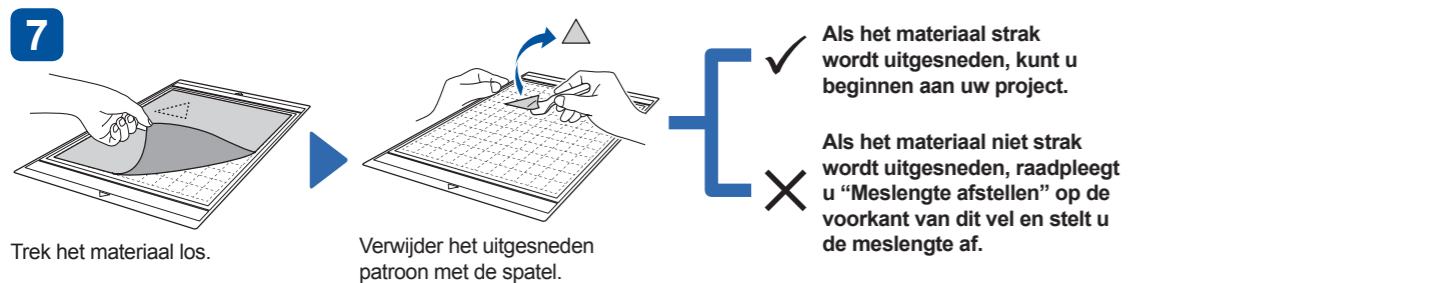 7
Trek het materiaal los.
Verwijder het uitgesneden
patroon met de spatel.
Als het materiaal strak
wordt uitgesneden, kunt u
beginnen aan uw project.
Als het materiaal niet strak
wordt uitgesneden, raadpleegt
u “Meslengte afstellen” op de
voorkant van dit vel en stelt u
de meslengte af.